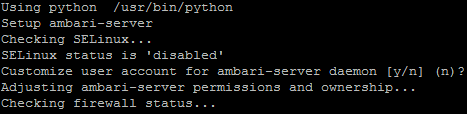 Using python  /usr/bin/python
Setup ambari-server
Checking SELinux...
SELinux status is 'disabled'
Customize user account for ambari-server daemon [y/n] (n)?
Adjusting ambari-server permissions and ownership...
Checking firewall status...